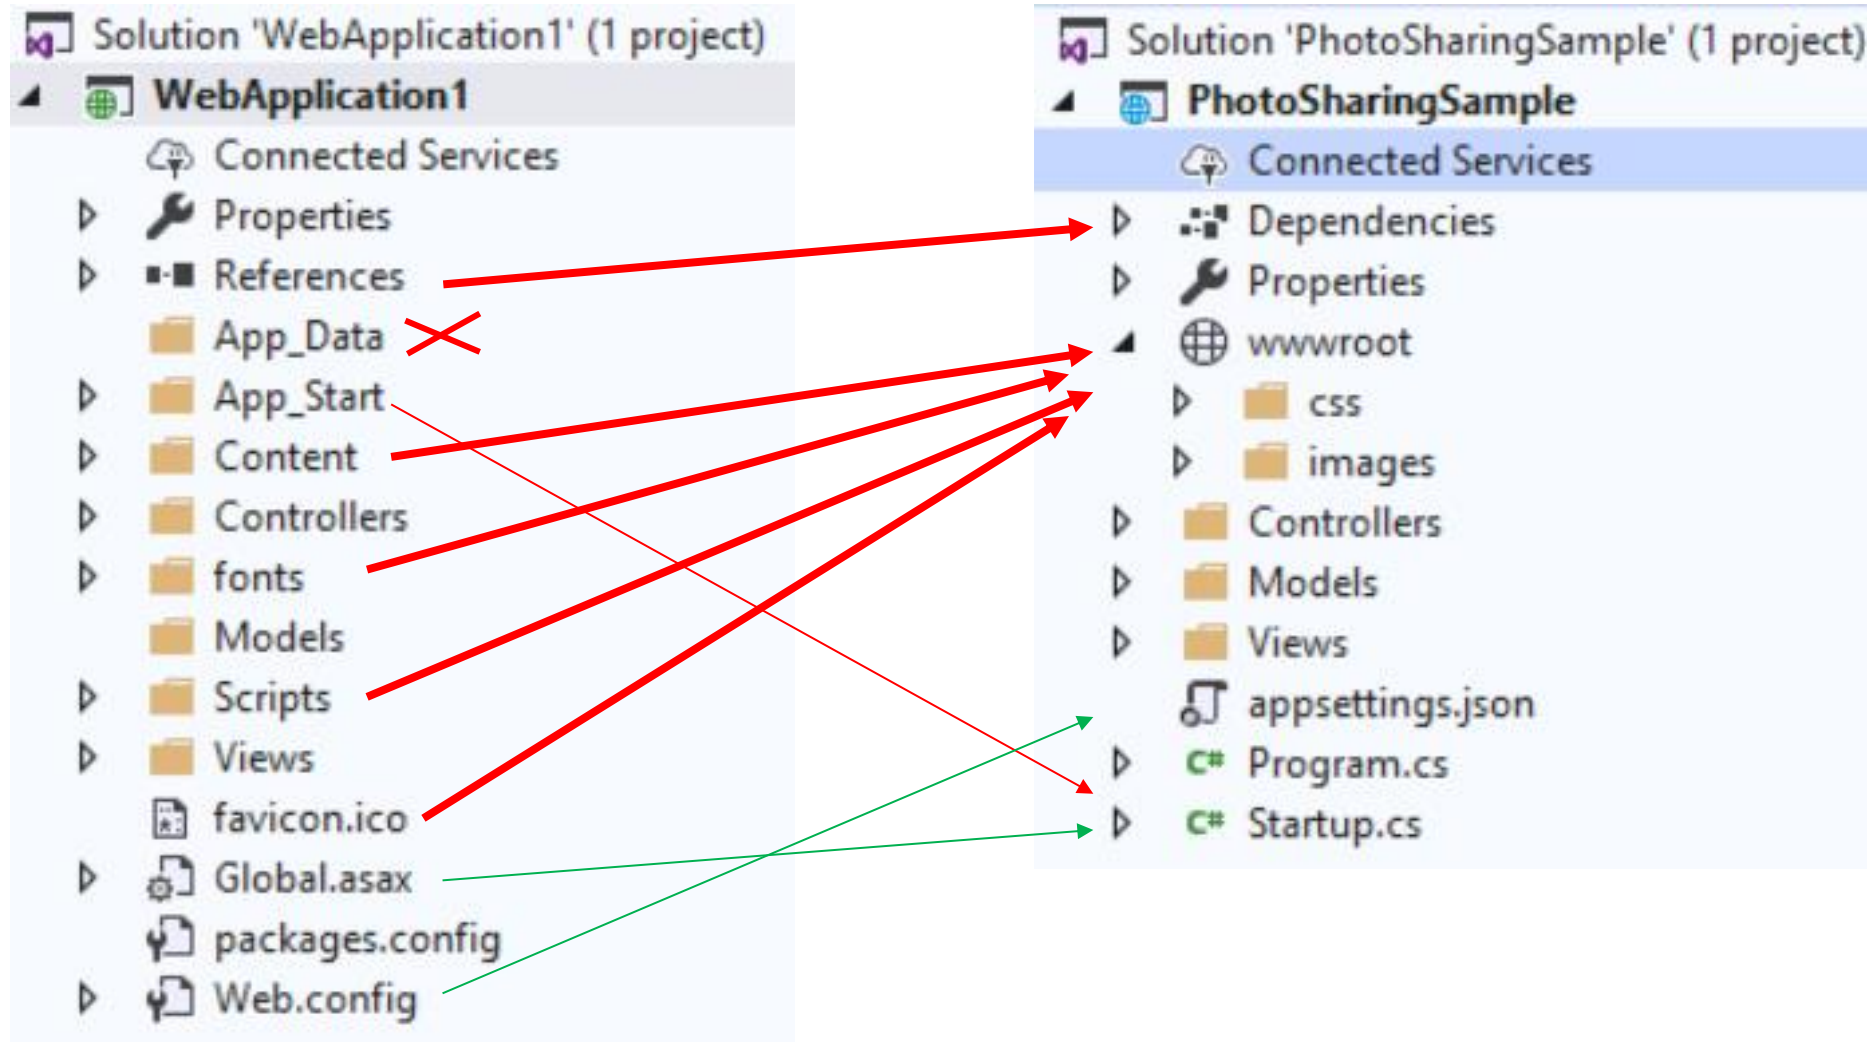 Solution 'WebApplication1' (1 project)
WebApplication1
Connected Services
Properties
References
App_Data
App_Start
Content
Controllers
fonts
Models
Scripts
Views
favicon.ico
Global.asax
packages.config
Web.config
Solution 'PhotoSharingSample' (1 project)
PhotoSharingSample
Connected Services
Dependencies
Properties
wwwroot
css
images
Controllers
Models
Views
appsettings.json
C# Program.cs
C# Startup.cs